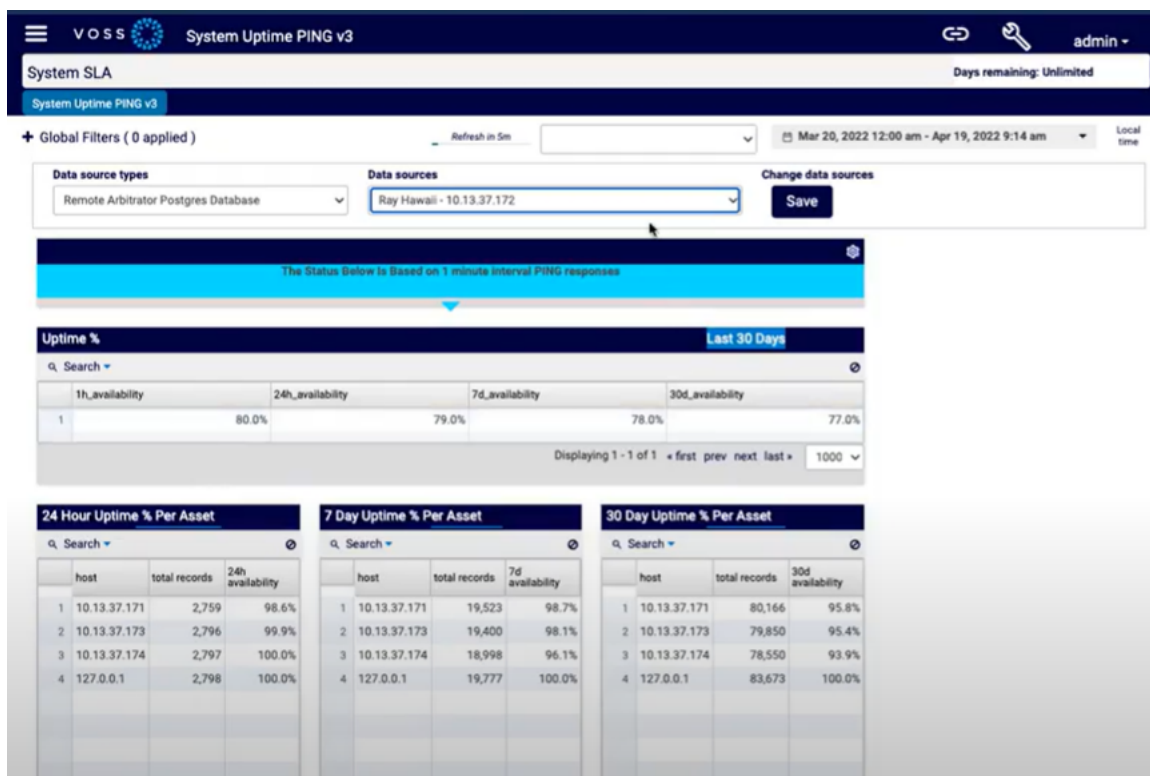 VOSS System Uptime PING v3 admin
System SLA Days remaining: Unlimited
System Uptime PING v3
+ Global Filters ( 0 applied ) Refresh in 5m Mar 20, 2022 12:00 am - Apr 19, 2022 9:14 am Local time
Data source types Data sources Change data sources
Remote Arbitrator Postgres Database Ray Hawaii - 10.13.37.172 Save
The Status Below Is Based on 1 minute interval PING responses
Uptime % Last 30 Days
Search
1h_availability 24h_availability 7d_availability 30d_availability
1 80.0% 79.0% 78.0% 77.0%
Displaying 1 - 1 of 1 « first prev next last » 1000
24 Hour Uptime % Per Asset
Search
host total records 24h availability
1 10.13.37.171 2,759 98.6%
2 10.13.37.173 2,796 99.9%
3 10.13.37.174 2,797 100.0%
4 127.0.0.1 2,798 100.0%
7 Day Uptime % Per Asset
Search
host total records 7d availability
1 10.13.37.171 19,523 98.7%
2 10.13.37.173 19,400 98.1%
3 10.13.37.174 18,998 96.1%
4 127.0.0.1 19,777 100.0%
30 Day Uptime % Per Asset
Search
host total records 30d availability
1 10.13.37.171 80,166 95.8%
2 10.13.37.173 79,850 95.4%
3 10.13.37.174 78,550 93.9%
4 127.0.0.1 83,673 100.0%